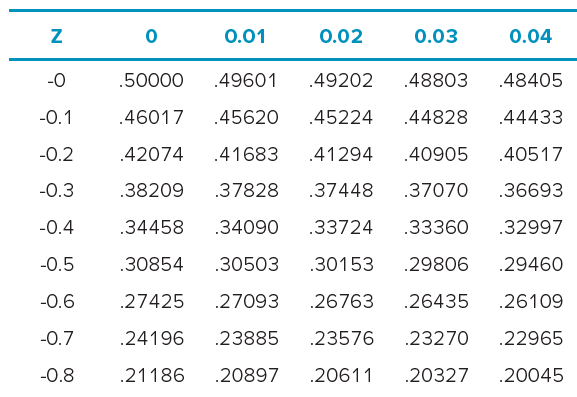 Z 0 0.01 0.02 0.03 0.04
-0 .50000 .49601 .49202 .48803 .48405
-0.1 .46017 .45620 .45224 .44828 .44433
-0.2 .42074 .41683 .41294 .40905 .40517
-0.3 .38209 .37828 .37448 .37070 .36693
-0.4 .34458 .34090 .33724 .33360 .32997
-0.5 .30854 .30503 .30153 .29806 .29460
-0.6 .27425 .27093 .26763 .26435 .26109
-0.7 .24196 .23885 .23576 .23270 .22965
-0.8 .21186 .20897 .20611 .20327 .20045